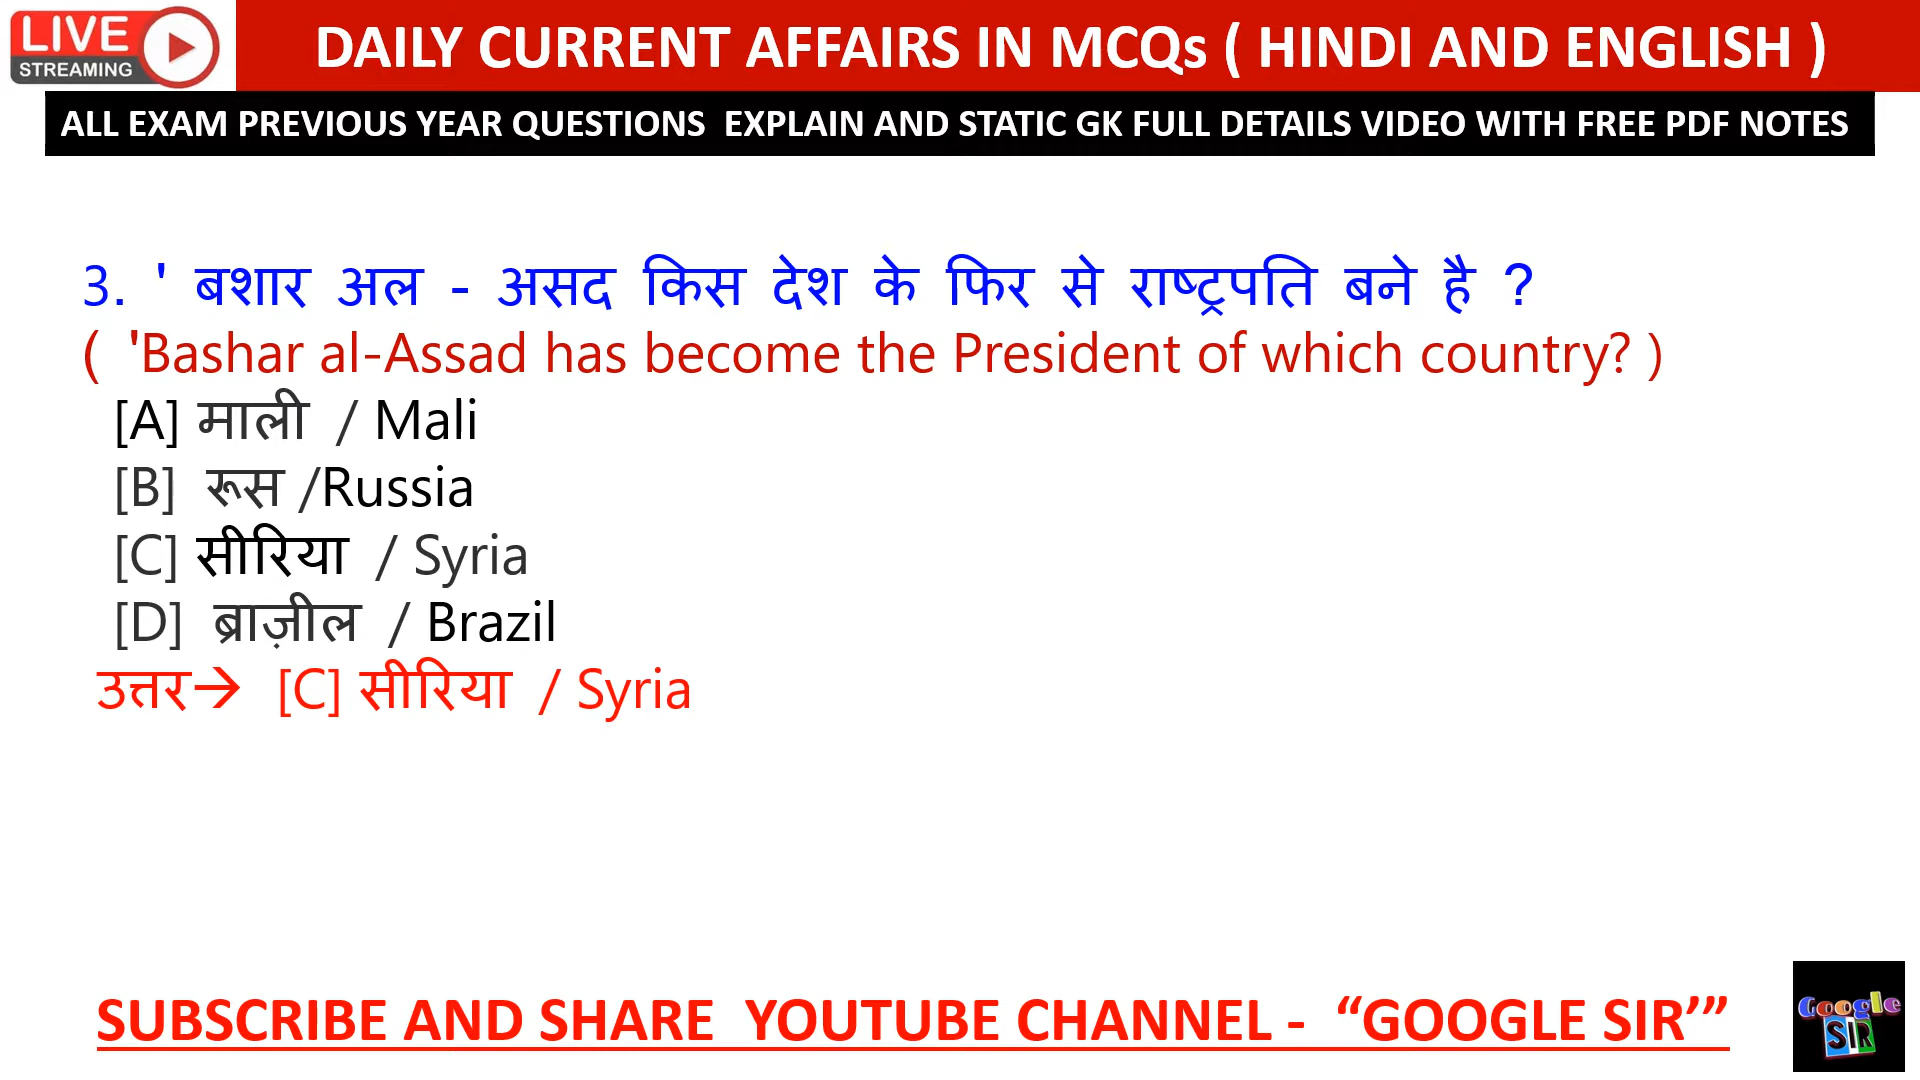 LIVE
STREAMING
DAILY CURRENT AFFAIRS IN MCQs ( HINDI AND ENGLISH )
ALL EXAM PREVIOUS YEAR QUESTIONS EXPLAIN AND STATIC GK FULL DETAILS VIDEO WITH FREE PDF NOTES
3. ' बशार अल - असद किस देश के फिर से राष्ट्रपति बने है ?
( 'Bashar al-Assad has become the President of which country? )
[A] माली / Mali
[B] रूस /Russia
[C] सीरिया / Syria
[D] ब्राज़ील / Brazil
उत्तर→ [C] सीरिया / Syria
SUBSCRIBE AND SHARE YOUTUBE CHANNEL - “GOOGLE SIR’”
Google
SIR